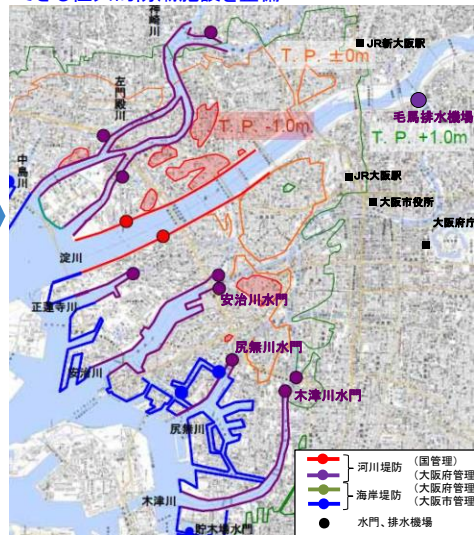 神崎川
JR新大阪駅
左門殿川
T. P. ±0m
毛馬排水機場
T. P. -1.0m
T. P. +1.0m
中島川
JR大阪駅
大阪市役所
大阪府庁
淀川
正蓮寺川
安治川水門
尻無川水門
安治川
木津川水門
尻無川
木津川
貯木場水門
河川堤防 (国管理)
(大阪府管理)
海岸堤防 (大阪府管理)
(大阪市管理)
水門、排水機場